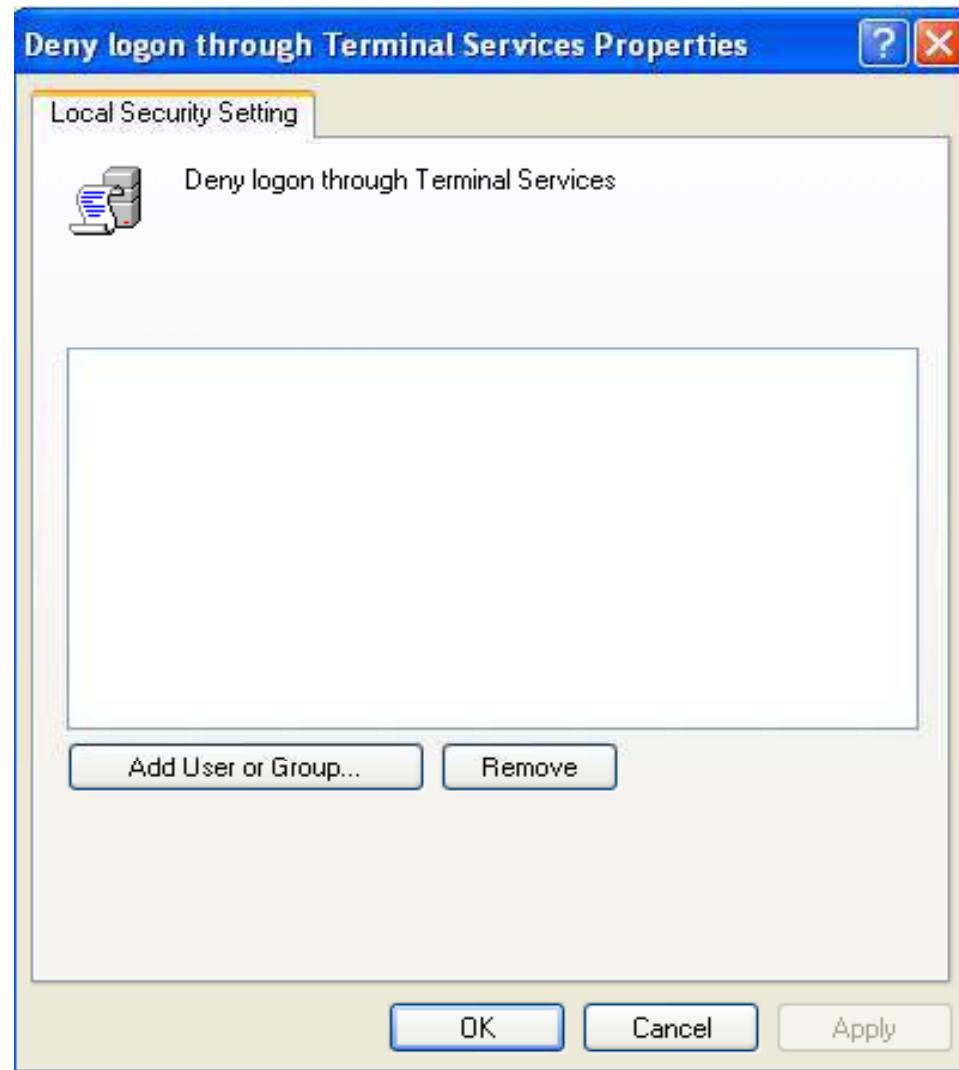 Deny logon through Terminal Services Properties
Local Security Setting
Deny logon through Terminal Services
Add User or Group...
Remove
OK
Cancel
Apply